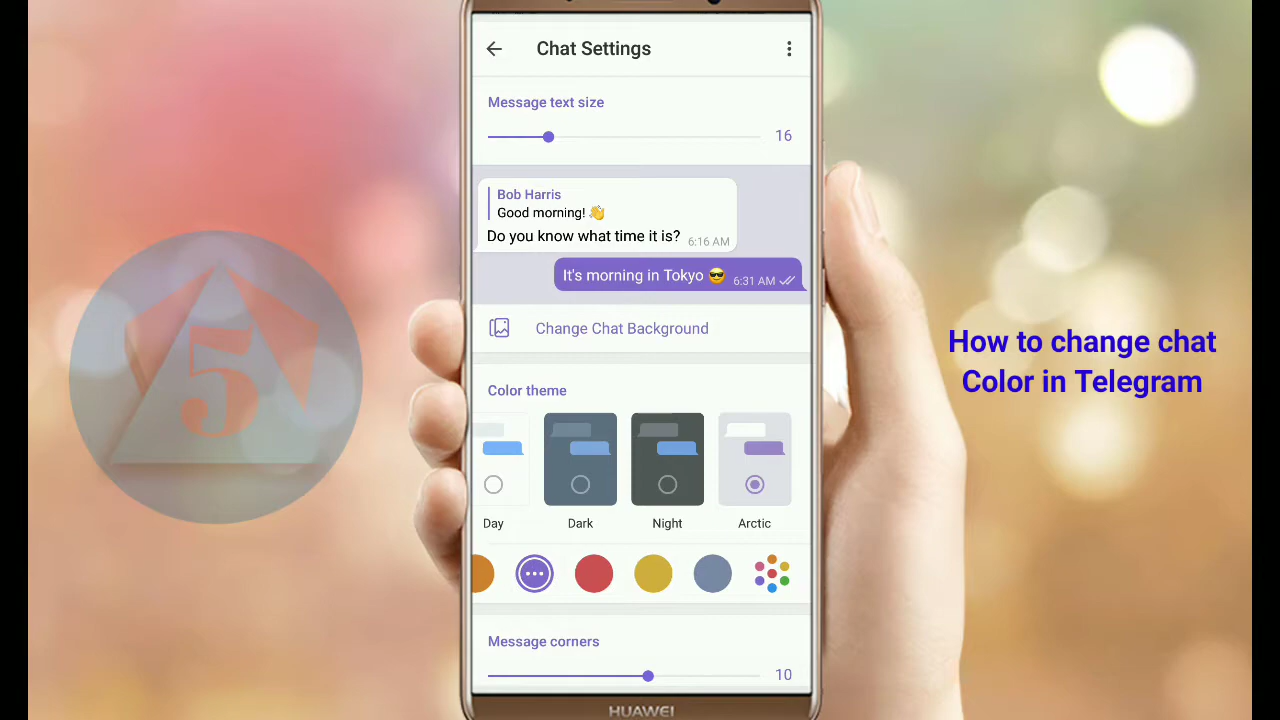 Chat Settings
Message text size
16
Bob Harris
Good morning! 👋
Do you know what time it is? 6:16 AM
It's morning in Tokyo 😎 6:31 AM
Change Chat Background
Color theme
Day Dark Night Arctic
Message corners
10
HUAWEI
5
How to change chat
Color in Telegram